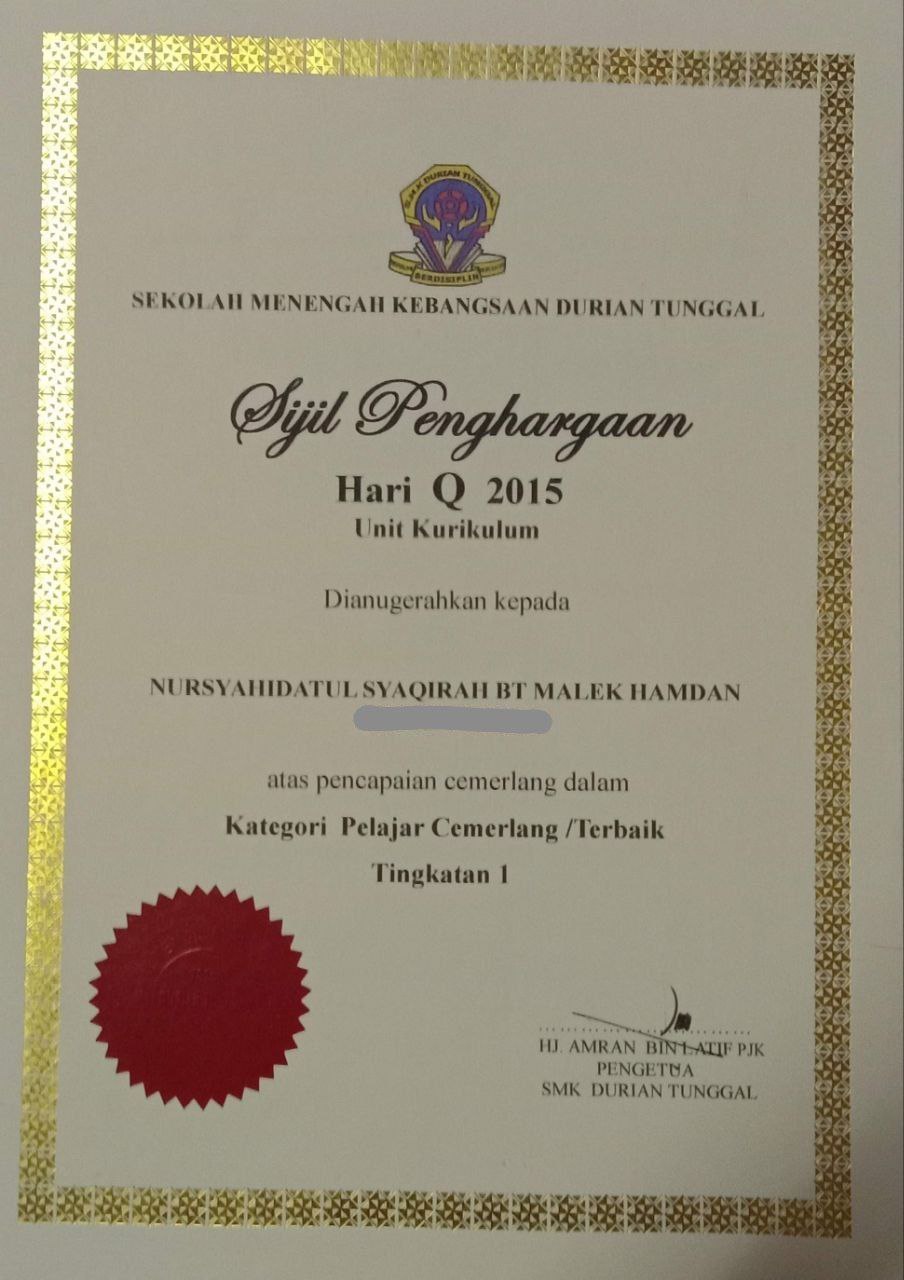 S.M.K DURIAN TUNGGAL
BERDISIPLIN
SEKOLAH MENENGAH KEBANGSAAN DURIAN TUNGGAL
Sijil Penghargaan
Hari Q 2015
Unit Kurikulum
Dianugerahkan kepada
NURSYAHIDATUL SYAQIRAH BT MALEK HAMDAN
atas pencapaian cemerlang dalam
Kategori Pelajar Cemerlang /Terbaik
Tingkatan 1
HJ. AMRAN BIN LATIF PJK
PENGETUA
SMK DURIAN TUNGGAL